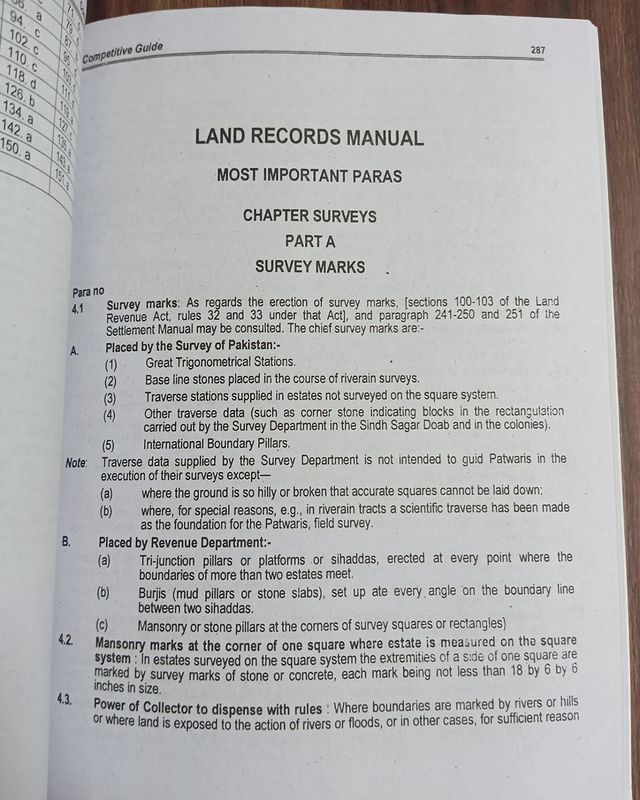 66. a
94. c
102. c
110. c
118. d
126. b
134. a
142. a
150. a
Competitive Guide 287
LAND RECORDS MANUAL
MOST IMPORTANT PARAS
CHAPTER SURVEYS
PART A
SURVEY MARKS
Para no
4.1 Survey marks: As regards the erection of survey marks, [sections 100-103 of the Land
Revenue Act, rules 32 and 33 under that Act], and paragraph 241-250 and 251 of the
Settlement Manual may be consulted. The chief survey marks are:-
A. Placed by the Survey of Pakistan:-
(1) Great Trigonometrical Stations.
(2) Base line stones placed in the course of riverain surveys.
(3) Traverse stations supplied in estates not surveyed on the square system.
(4) Other traverse data (such as corner stone indicating blocks in the rectangulation
carried out by the Survey Department in the Sindh Sagar Doab and in the colonies).
(5) International Boundary Pillars.
Note: Traverse data supplied by the Survey Department is not intended to guid Patwaris in the
execution of their surveys except—
(a) where the ground is so hilly or broken that accurate squares cannot be laid down:
(b) where, for special reasons, e.g., in riverain tracts a scientific traverse has been made
as the foundation for the Patwaris, field survey.
B. Placed by Revenue Department:-
(a) Tri-junction pillars or platforms or sihaddas, erected at every point where the
boundaries of more than two estates meet.
(b) Burjis (mud pillars or stone slabs), set up ate every angle on the boundary line
between two sihaddas.
(c) Mansonry or stone pillars at the corners of survey squares or rectangles}
4.2. Mansonry marks at the corner of one square where estate is measured on the square
system : In estates surveyed on the square system the extremities of a side of one square are
marked by survey marks of stone or concrete, each mark being not less than 18 by 6 by 6
inches in size.
4.3. Power of Collector to dispense with rules : Where boundaries are marked by rivers or hills
or where land is exposed to the action of rivers or floods, or in other cases, for sufficient reason